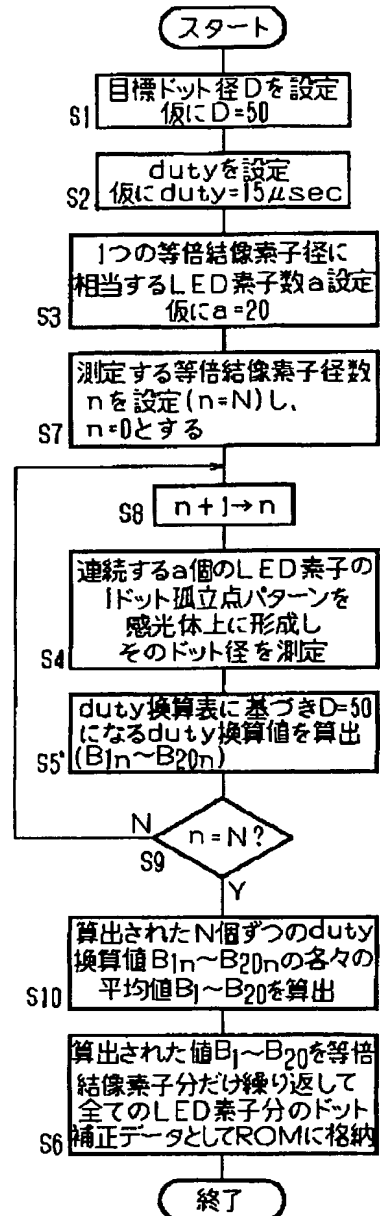 スタート
目標ドット径Dを設定
仮にD=50
S1
dutyを設定
仮にduty=15μsec
S2
1つの等倍結像素子径に
相当するLED素子数a設定
仮にa=20
S3
測定する等倍結像素子径数
nを設定(n=N)し、
n=0とする
S7
n+1→n
S8
連続するa個のLED素子の
1ドット孤立点パターンを
感光体上に形成し
そのドット径を測定
S4
duty換算表に基づきD=50
になるduty換算値を算出
(B1n~B20n)
S5'
N
n=N?
S9
Y
算出されたN個ずつのduty
換算値B1n~B20nの各々の
平均値B1~B20を算出
S10
算出された値B1~B20を等倍
結像素子分だけ繰り返して
全てのLED素子分のドット
補正データとしてROMに格納
S6
終了